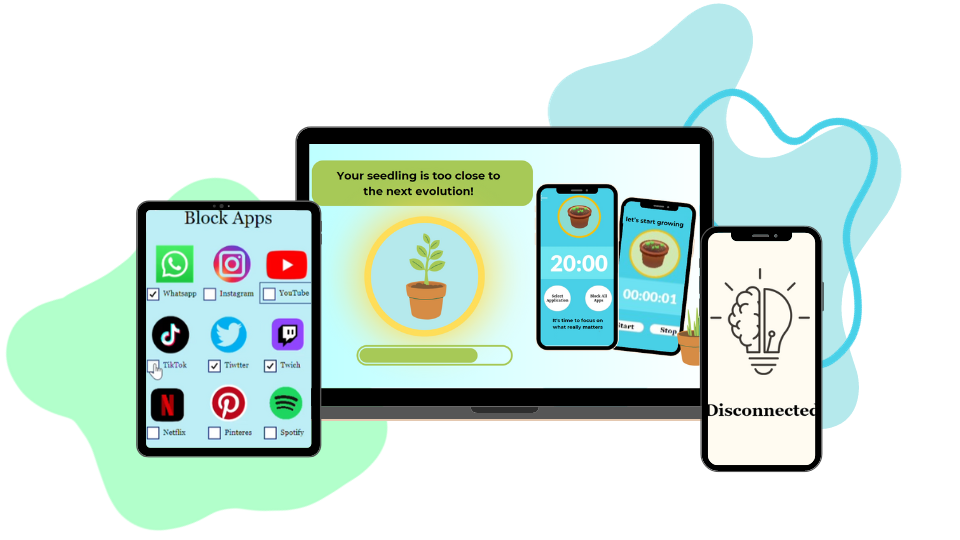 Block Apps
Whatsapp
Instagram
YouTube
TikTok
Tiwtter
Twich
Netflix
Pinteres
Spotify
Your seedling is too close to
the next evolution!
20:00
Select
Application
Block All
Apps
It's time to focus on
what really matters
let's start growing
00:00:01
Start
Stop
Disconnected